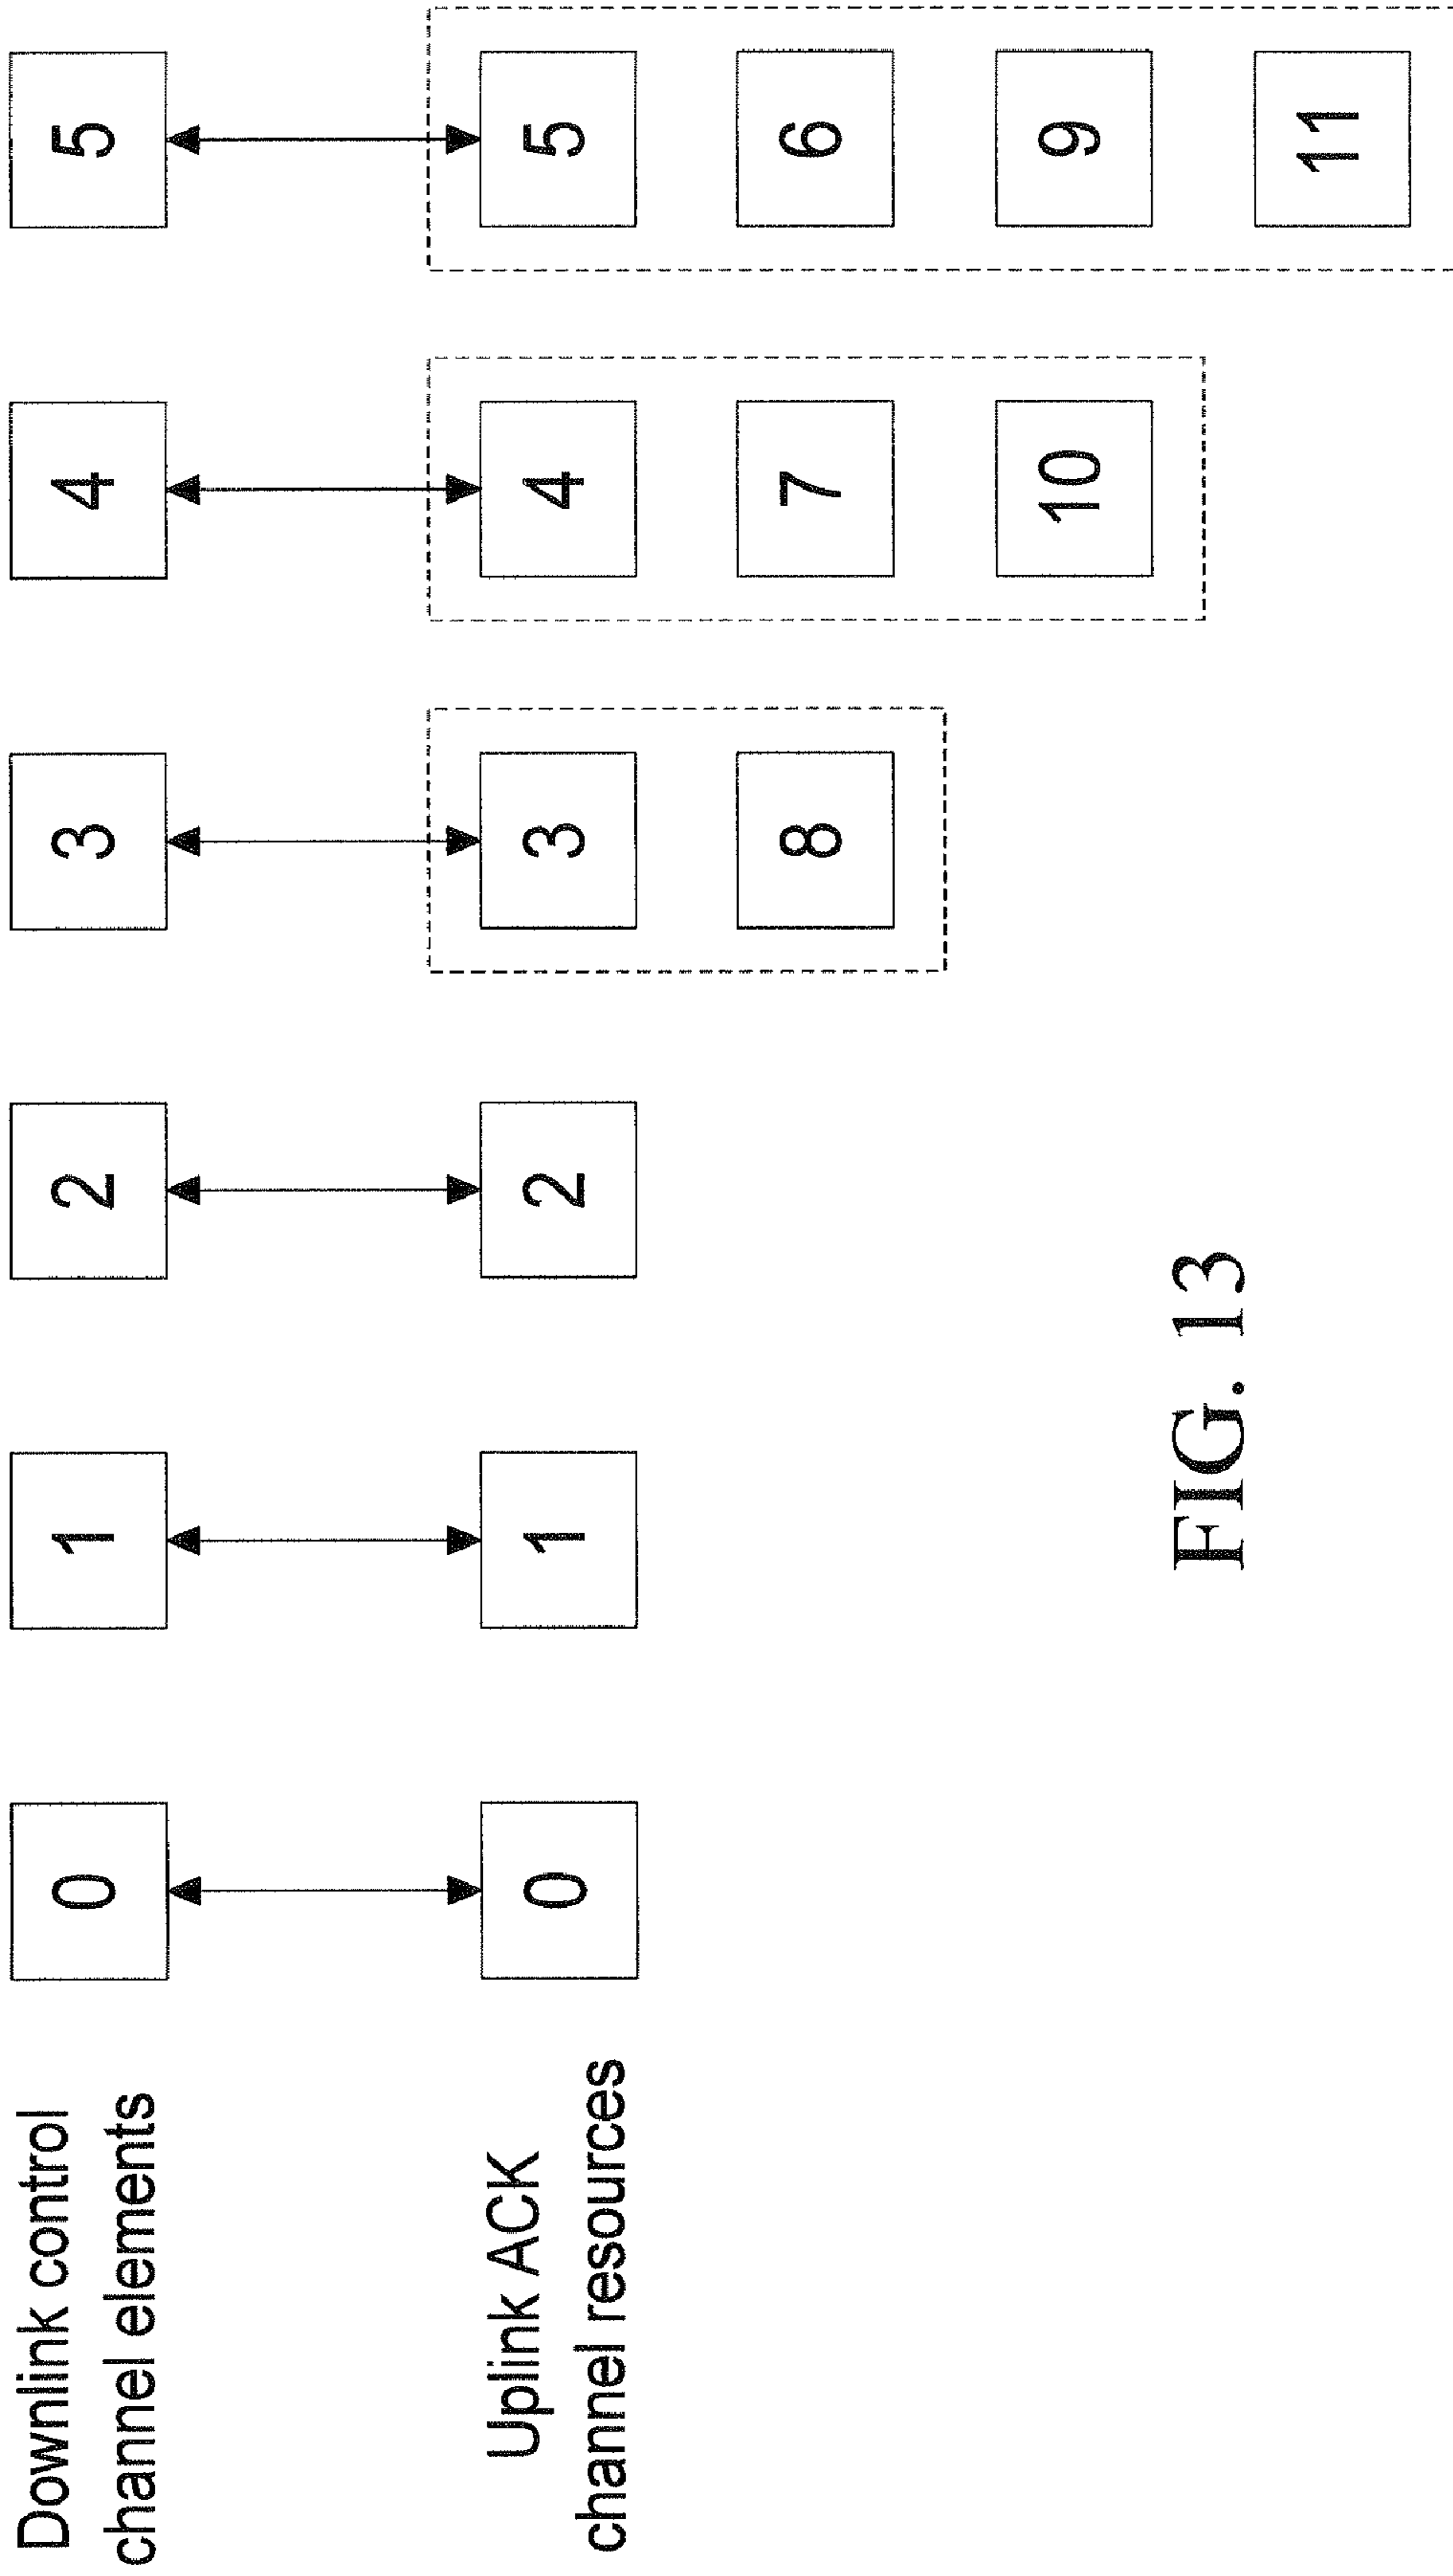 Downlink control
channel elements
0 1 2 3 4 5
Uplink ACK
channel resources
0 1 2 3 4 5
8 7 6
10 9
11
FIG. 13